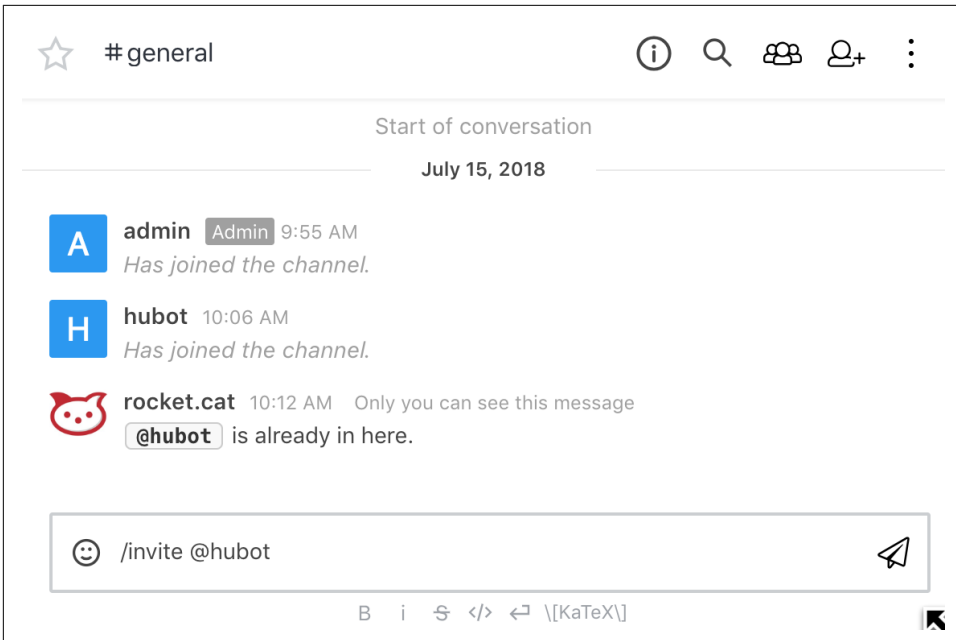 #general
Start of conversation
July 15, 2018
A
admin Admin 9:55 AM
Has joined the channel.
H
hubot 10:06 AM
Has joined the channel.
rocket.cat 10:12 AM Only you can see this message
@hubot is already in here.
/invite @hubot
B i S </> \[KaTeX\]